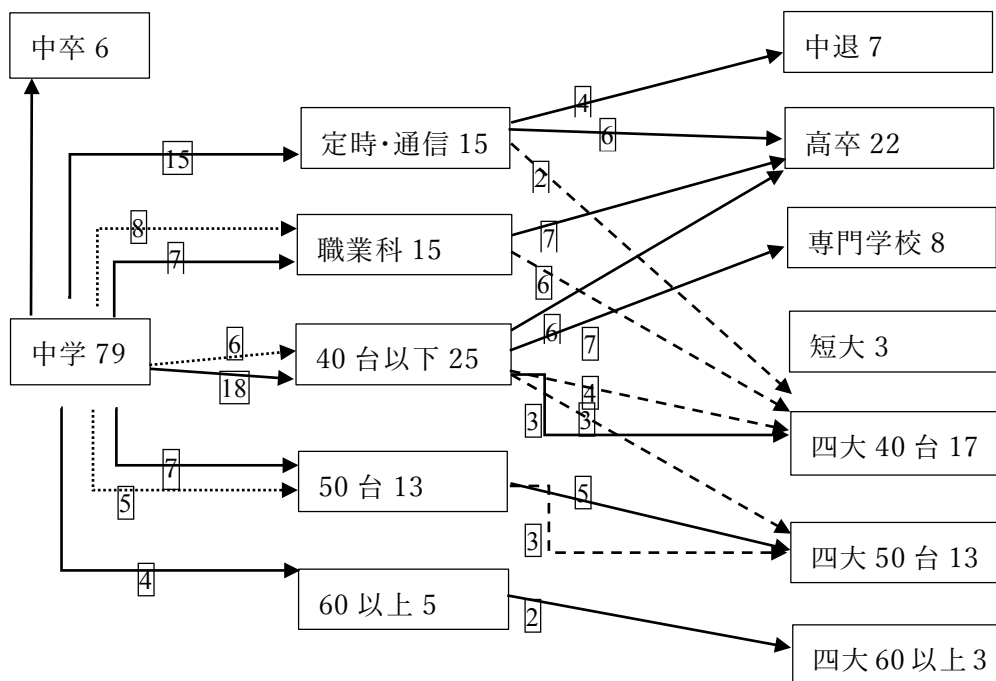 中卒 6
中退 7
4
定時・通信 15
6
高卒 22
15
2
8
職業科 15
7
専門学校 8
7
6
中学 79
6
40 台以下 25
6
7
短大 3
18
4
3
3
四大 40 台 17
7
50 台 13
5
5
3
四大 50 台 13
4
60 以上 5
2
四大 60 以上 3